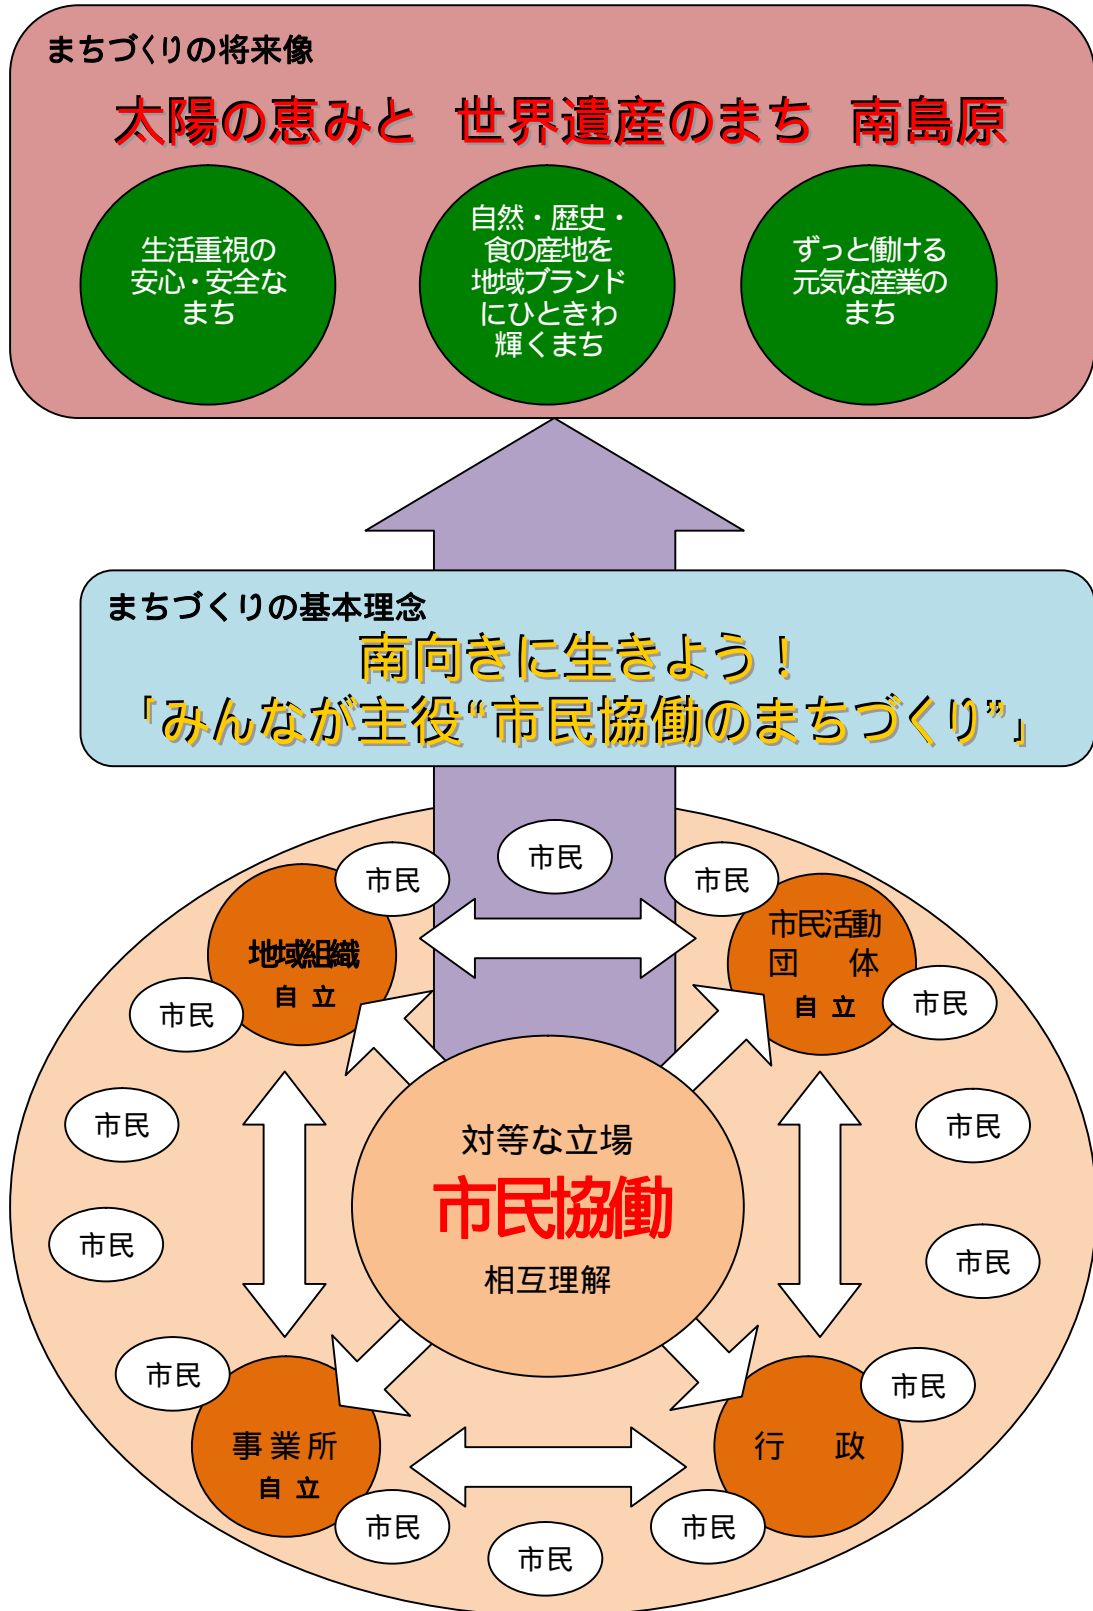 まちづくりの将来像
太陽の恵みと 世界遺産のまち 南島原
生活重視の
安心・安全な
まち
自然・歴史・
食の産地を
地域ブランド
にひときわ
輝くまち
ずっと働ける
元気な産業の
まち
まちづくりの基本理念
南向きに生きよう！
「みんなが主役“市民協働のまちづくり”」
市民
市民
市民
地域組織
自 立
市民活動
団 体
自 立
市民
市民
市民
市民
対等な立場
市民協働
相互理解
市民
市民
市民
市民
事業所
自 立
行 政
市民
市民
市民